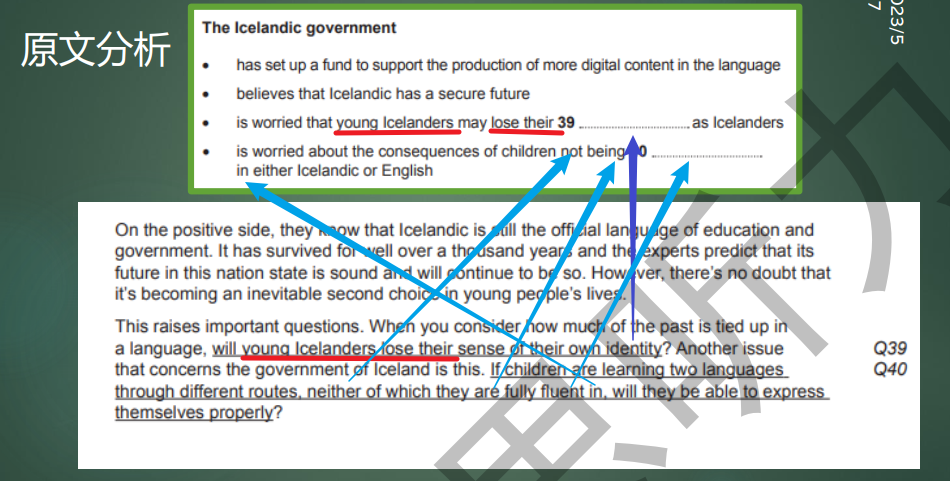 023/5
7
原文分析
The Icelandic government
• has set up a fund to support the production of more digital content in the language
• believes that Icelandic has a secure future
• is worried that young Icelanders may lose their 39 ........................ as Icelanders
• is worried about the consequences of children not being 0 ........................
in either Icelandic or English
On the positive side, they know that Icelandic is still the official language of education and
government. It has survived for well over a thousand years and the experts predict that its
future in this nation state is sound and will continue to be so. However, there's no doubt that
it's becoming an inevitable second choice in young people's lives.
This raises important questions. When you consider how much of the past is tied up in
a language, will young Icelanders lose their sense of their own identity? Another issue
that concerns the government of Iceland is this. If children are learning two languages
through different routes, neither of which they are fully fluent in, will they be able to express
themselves properly?
Q39
Q40
思听力